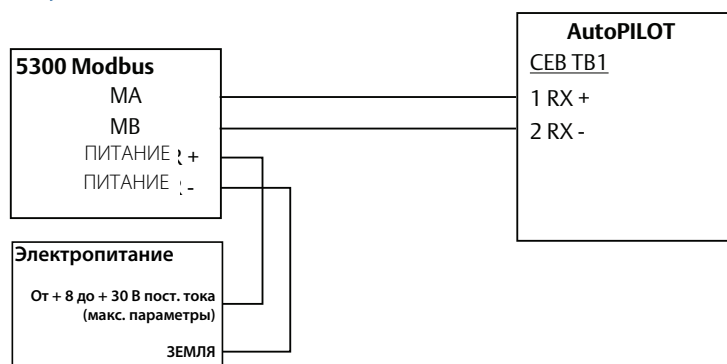 5300 Modbus
MA
MB
ПИТАНИЕ +
ПИТАНИЕ -
AutoPILOT
CEB TB1
1 RX +
2 RX -
Электропитание
От + 8 до + 30 В пост. тока
(макс. параметры)
ЗЕМЛЯ